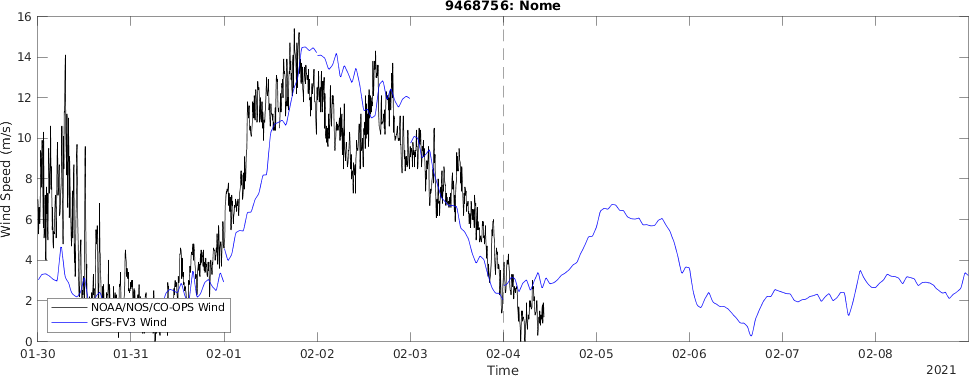 9468756: Nome
16
14
12
10
8
6
4
2
0
Wind Speed (m/s)
NOAA/NOS/CO-OPS Wind
GFS-FV3 Wind
01-30 01-31 02-01 02-02 02-03 02-04 02-05 02-06 02-07 02-08
Time
2021